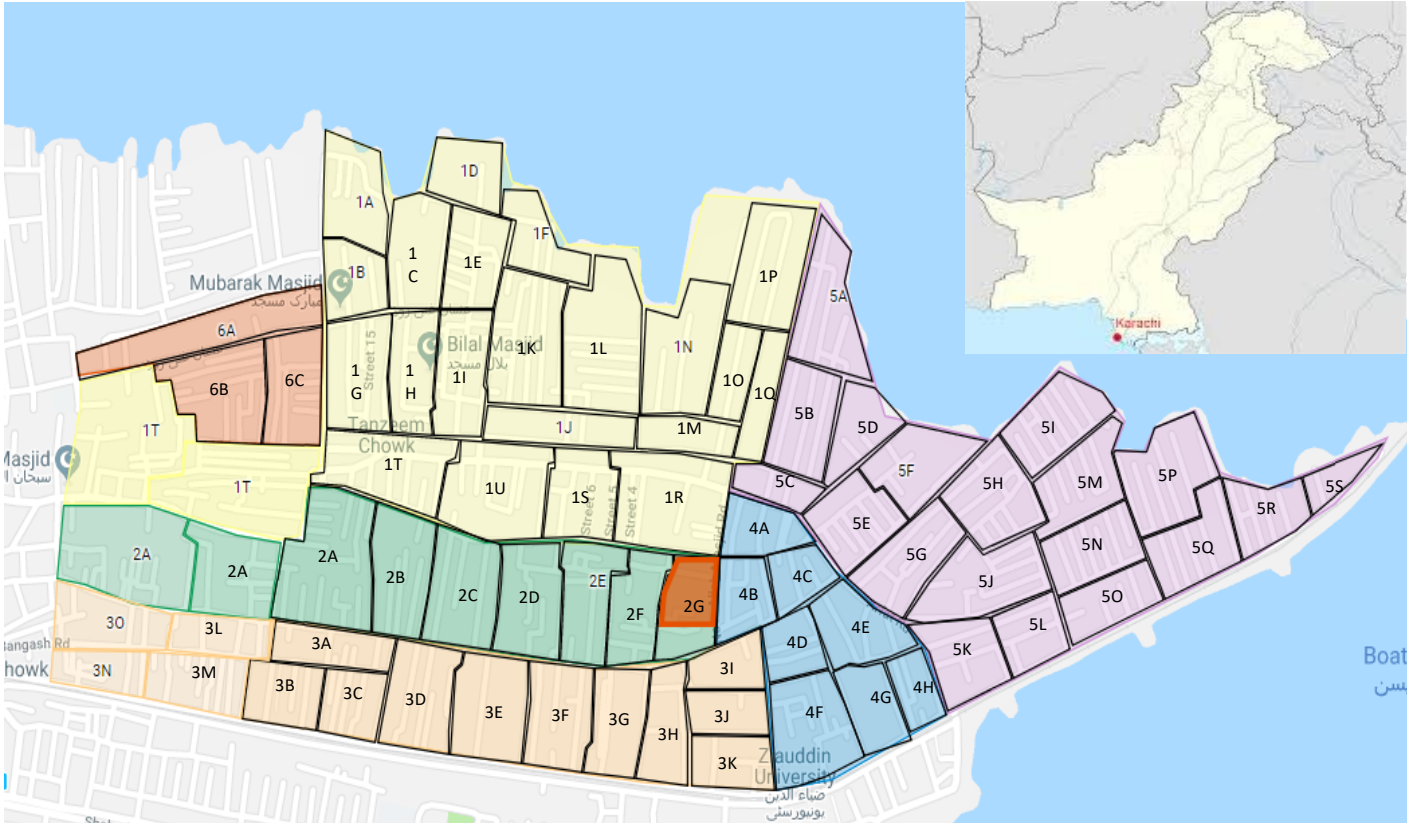 1D
1A
1F
1
C
1E
1B
1P
5A
Mubarak Masjid
مبارک مسجد
Karachi
6A
Street 15
Bilal Masjid
بلال مسجد
1K
1L
1N
1O
1Q
1
G
1
H
1I
6B
6C
5B
5D
5I
Tanzeem
Chowk
1J
1M
1T
Masjid
1T
1T
1U
1S
Street 6
Street 5
Street 4
1R
5C
5F
5H
5M
5P
5S
5R
5E
4A
5G
5N
5Q
2A
2A
2A
2B
2C
2D
2E
2F
2G
4B
4C
5J
5O
3O
3L
3A
3I
4D
4E
5K
5L
Bangash Rd
howk
3N
3M
3B
3C
3D
3E
3F
3G
3H
3J
3K
4F
4G
4H
Boat
Ziauddin
University
ضیاء الدین
یونیورسٹی